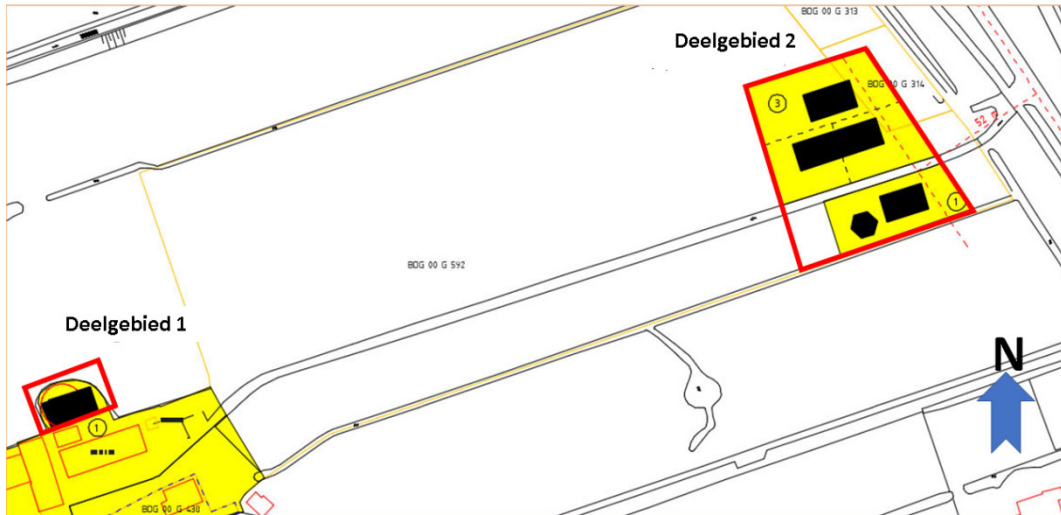 BDG 00 G 313
Deelgebied 2
BDG 00 G 314
3
52
1
BDG 00 G 592
Deelgebied 1
N
1
BDG 00 G 430